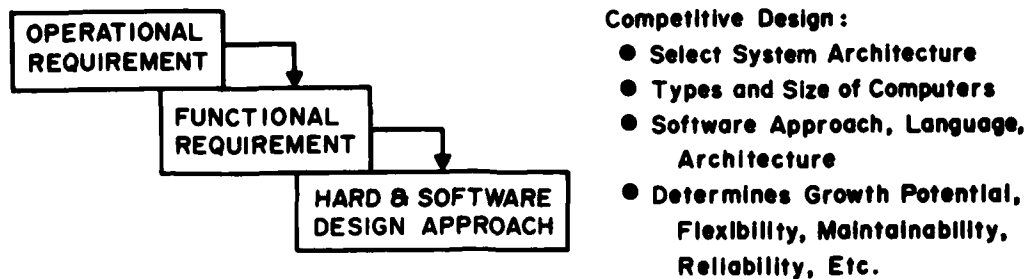 OPERATIONAL
REQUIREMENT
FUNCTIONAL
REQUIREMENT
HARD & SOFTWARE
DESIGN APPROACH
Competitive Design:
● Select System Architecture
● Types and Size of Computers
● Software Approach, Language,
Architecture
● Determines Growth Potential,
Flexibility, Maintainability,
Reliability, Etc.